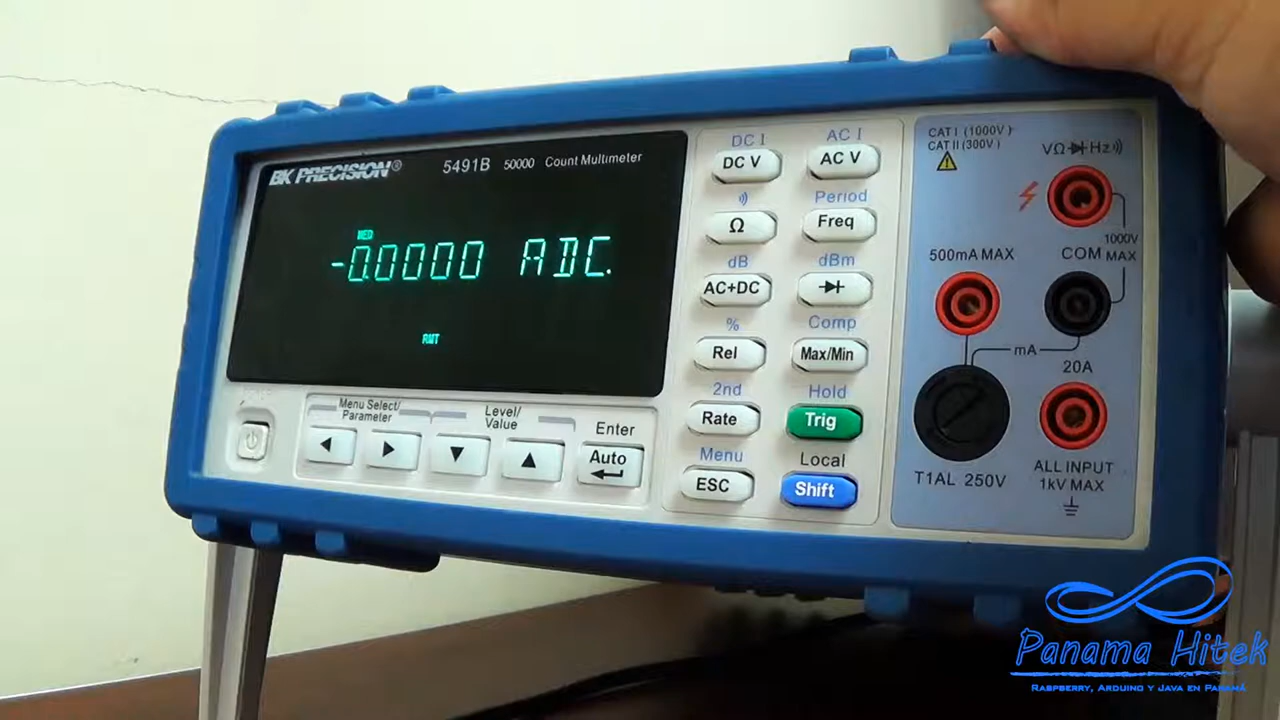 BK PRECISION®
5491B 50000 Count Multimeter
MED
-0.0000 ADC
AUT
Menu Select/
Parameter
Level/
Value
Enter
Auto
DC I
DC V
AC I
AC V
Ω
Period
Freq
dB
AC+DC
dBm
%
Rel
Comp
Max/Min
2nd
Rate
Hold
Trig
Menu
ESC
Local
Shift
CAT I (1000V)
CAT II (300V)
VΩ Hz
500mA MAX
COM
1000V
MAX
mA
20A
T1AL 250V
ALL INPUT
1kV MAX
Panama Hitek
Raspberry, Arduino y Java en Panamá